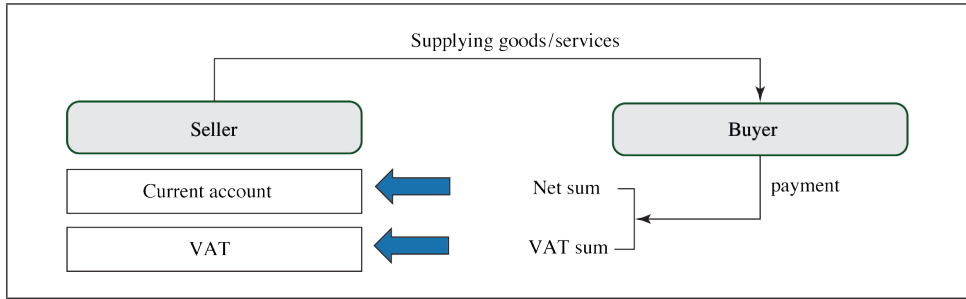 Supplying goods/services
Seller
Buyer
Current account
Net sum
payment
VAT
VAT sum